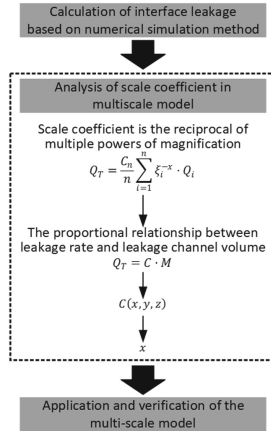 Calculation of interface leakage
based on numerical simulation method
Analysis of scale coefficient in
multiscale model
Scale coefficient is the reciprocal of
multiple powers of magnification
Q_T = C_n/n ∑_{i=1}^{n} ξ_i^{-x} · Q_i
The proportional relationship between
leakage rate and leakage channel volume
Q_T = C · M
C(x, y, z)
x
Application and verification of the
multi-scale model